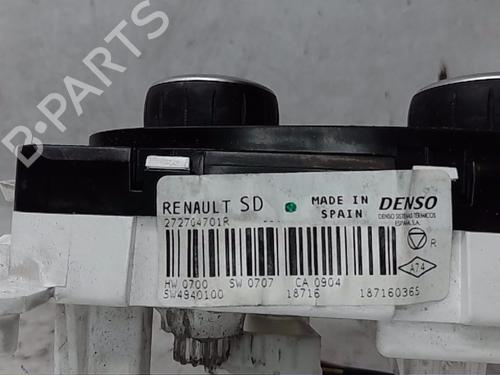 RENAULT SD
MADE IN
SPAIN
DENSO
DENSO SISTEMAS TERMICOS
ESPAÑA, S.A.
272704701R
R
A74
HW 0700 SW 0707 CA 0904
SW4940100 18716 187160365
B-PARTS